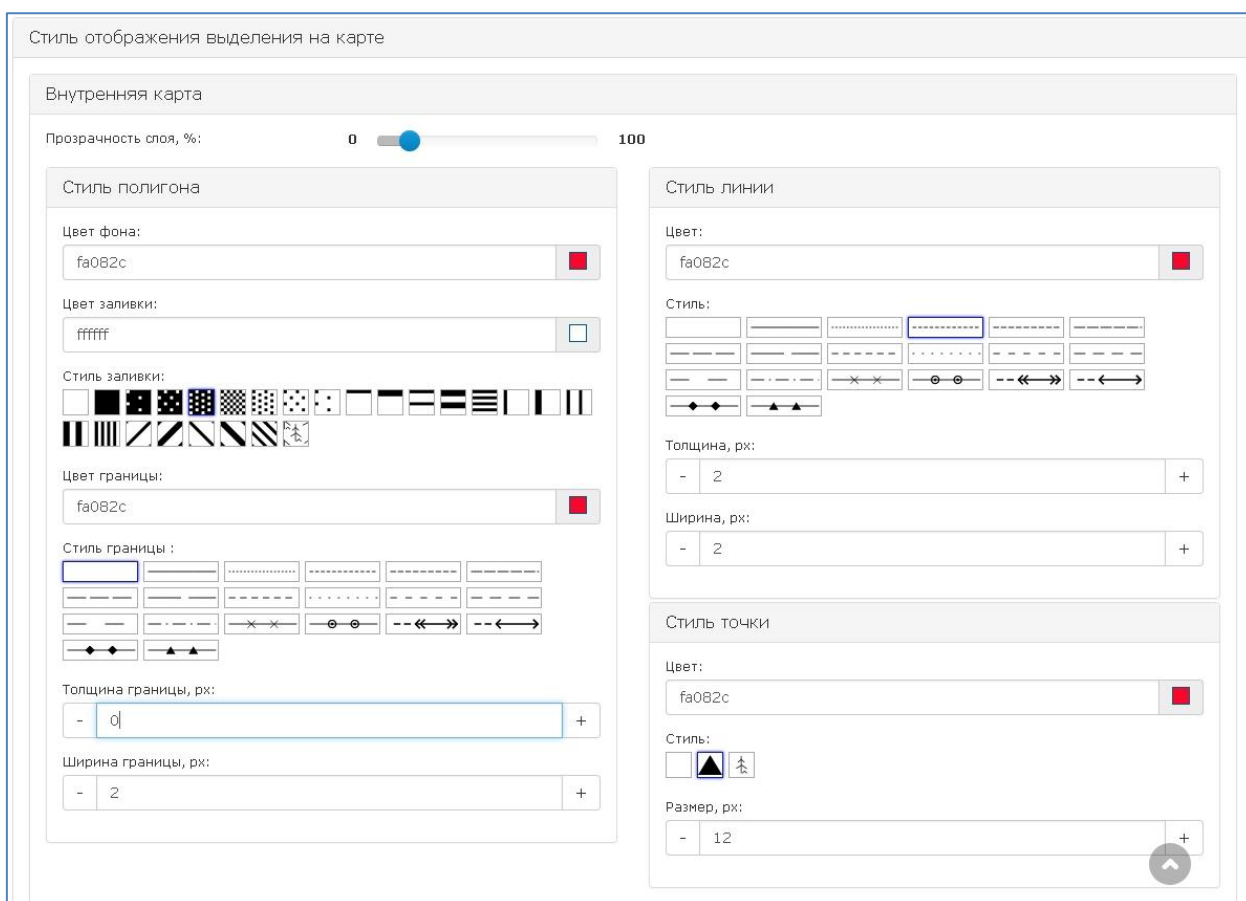 Стиль отображения выделения на карте
Внутренняя карта
Прозрачность слоя, %:
0
100
Стиль полигона
Цвет фона:
fa082c
Цвет заливки:
ffffff
Стиль заливки:
Цвет границы:
fa082c
Стиль границы :
Толщина границы, px:
-
0
+
Ширина границы, px:
-
2
+
Стиль линии
Цвет:
fa082c
Стиль:
Толщина, px:
-
2
+
Ширина, px:
-
2
+
Стиль точки
Цвет:
fa082c
Стиль:
Размер, px:
-
12
+